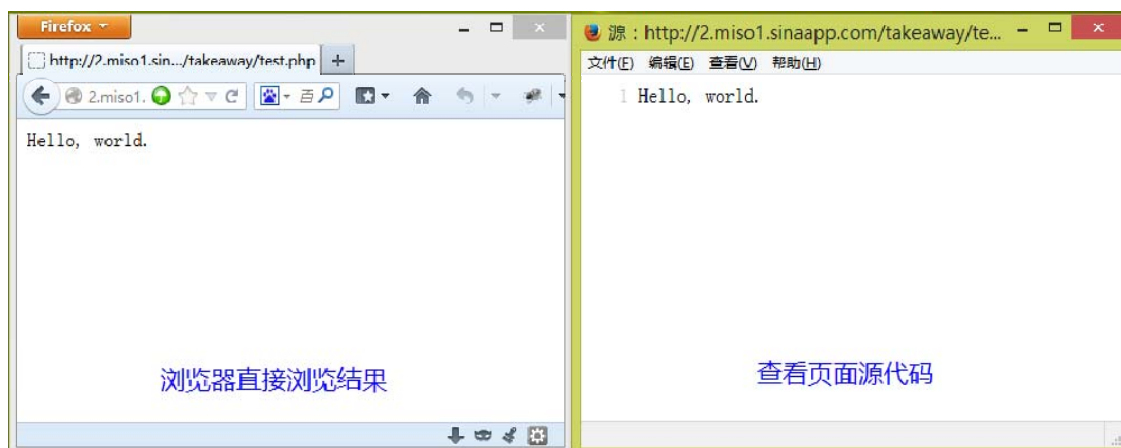 Firefox
http://2.miso1.sin.../takeaway/test.php
2.miso1.
百
Hello, world.
浏览器直接浏览结果
源：http://2.miso1.sinaapp.com/takeaway/te...
文件(F) 编辑(E) 查看(V) 帮助(H)
1 Hello, world.
查看页面源代码